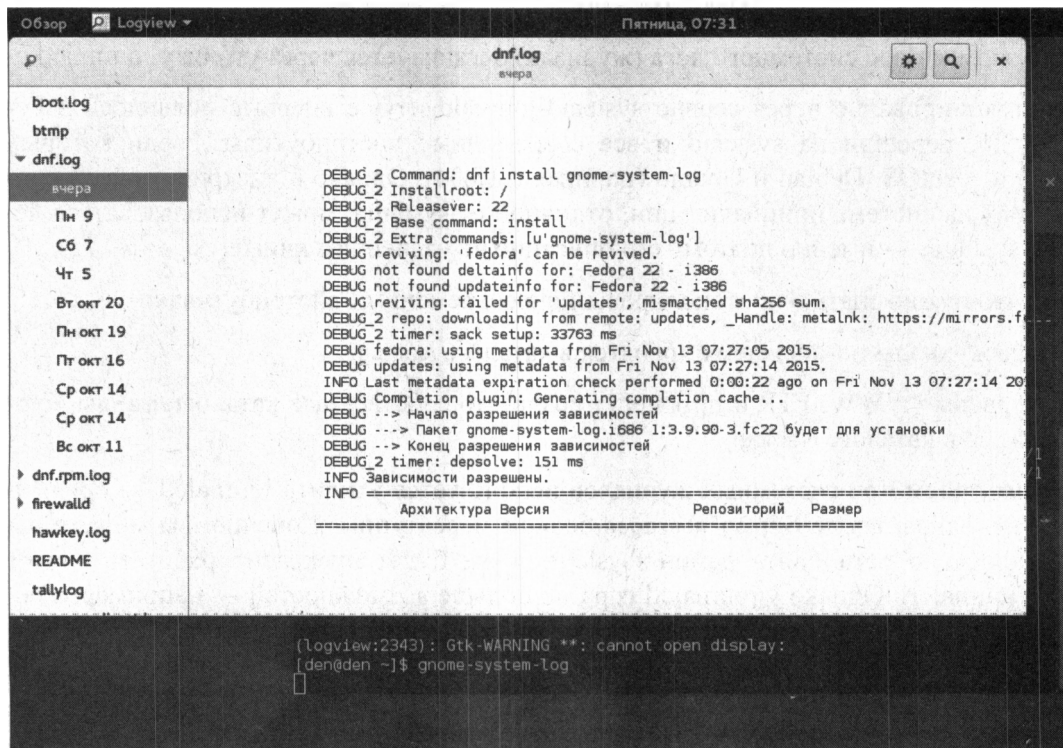 Обзор Logview
Пятница, 07:31
dnf.log
вчера
boot.log
btmp
dnf.log
вчера
Пн 9
Сб 7
Чт 5
Вт окт 20
Пн окт 19
Пт окт 16
Ср окт 14
Ср окт 14
Вс окт 11
dnf.rpm.log
firewalld
hawkey.log
README
tallylog
DEBUG_2 Command: dnf install gnome-system-log
DEBUG_2 Installroot: /
DEBUG_2 Releasever: 22
DEBUG_2 Base command: install
DEBUG_2 Extra commands: [u'gnome-system-log']
DEBUG reviving: 'fedora' can be revived.
DEBUG not found deltainfo for: Fedora 22 - i386
DEBUG not found updateinfo for: Fedora 22 - i386
DEBUG reviving: failed for 'updates', mismatched sha256 sum.
DEBUG_2 repo: downloading from remote: updates, _Handle: metalnk: https://mirrors.fe
DEBUG_2 timer: sack setup: 33763 ms
DEBUG fedora: using metadata from Fri Nov 13 07:27:05 2015.
DEBUG updates: using metadata from Fri Nov 13 07:27:14 2015.
INFO Last metadata expiration check performed 0:00:22 ago on Fri Nov 13 07:27:14 20
DEBUG Completion plugin: Generating completion cache...
DEBUG --> Начало разрешения зависимостей
DEBUG ---> Пакет gnome-system-log.i686 1:3.9.90-3.fc22 будет для установки
DEBUG --> Конец разрешения зависимостей
DEBUG_2 timer: depsolve: 151 ms
INFO Зависимости разрешены.
INFO
Архитектура Версия Репозиторий Размер
(logview:2343): Gtk-WARNING **: cannot open display:
[den@den ~]$ gnome-system-log